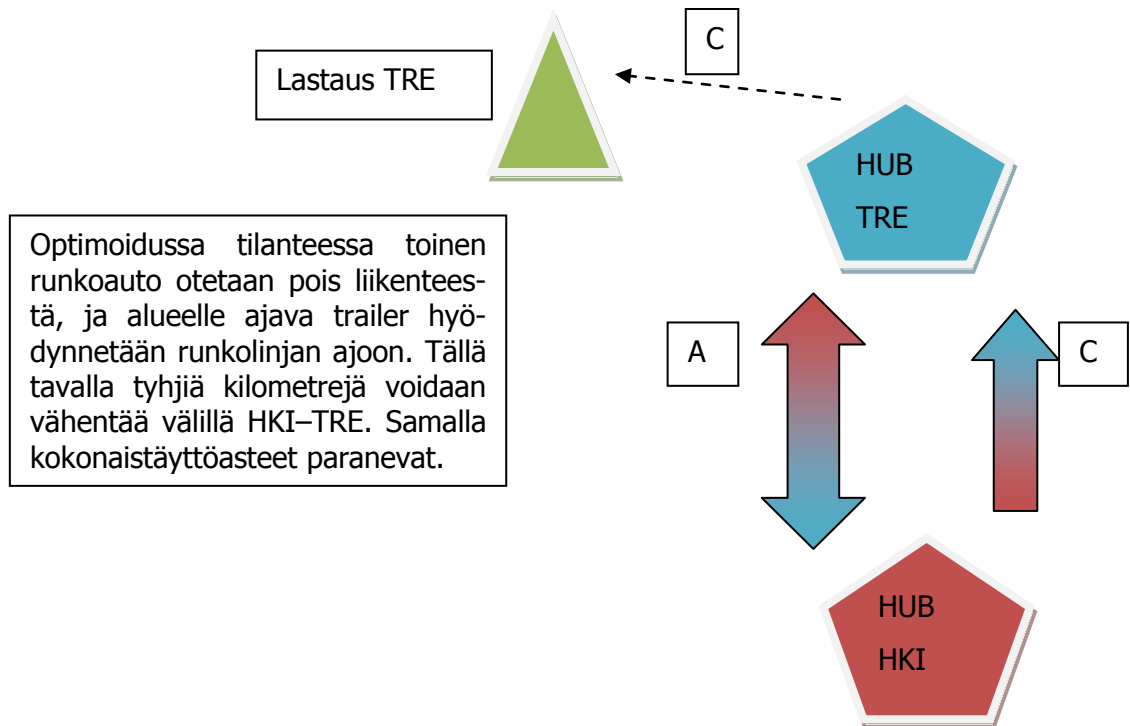 C
Lastaus TRE
HUB
TRE
Optimoidussa tilanteessa toinen
runkoauto otetaan pois liikentees-
tä, ja alueelle ajava trailer hyö-
dynnetään runkolinjan ajoon. Tällä
tavalla tyhjiä kilometrejä voidaan
vähentää välillä HKI–TRE. Samalla
kokonaistäyttöasteet paranevat.
A
C
HUB
HKI